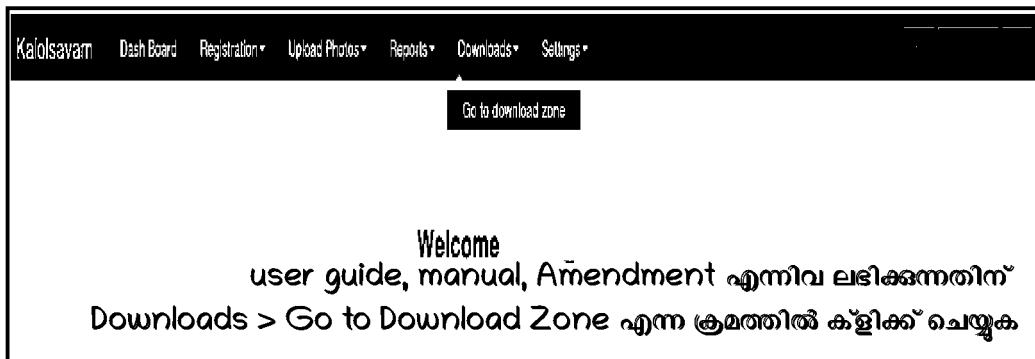 Kalolsavam Dash Board Registration Upload Photos Reports Downloads Settings
Go to download zone
Welcome
user guide, manual, Amendment എന്നിവ ലഭിക്കുന്നതിന്
Downloads > Go to Download Zone എന്ന ക്രമത്തിൽ ക്ളിക്ക് ചെയ്യുക